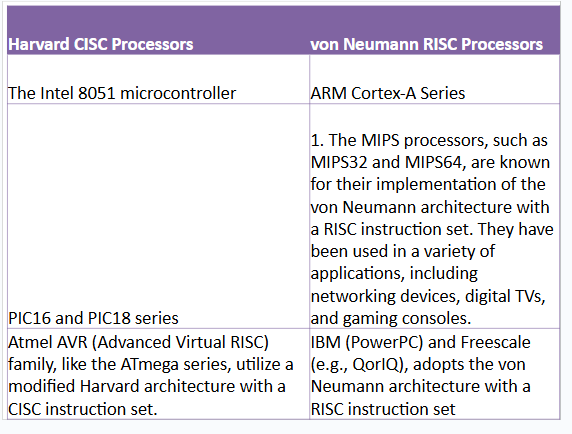 Harvard CISC Processors
von Neumann RISC Processors
The Intel 8051 microcontroller
ARM Cortex-A Series
PIC16 and PIC18 series
1. The MIPS processors, such as
MIPS32 and MIPS64, are known
for their implementation of the
von Neumann architecture with
a RISC instruction set. They have
been used in a variety of
applications, including
networking devices, digital TVs,
and gaming consoles.
Atmel AVR (Advanced Virtual RISC)
family, like the ATmega series, utilize a
modified Harvard architecture with a
CISC instruction set.
IBM (PowerPC) and Freescale
(e.g., QorIQ), adopts the von
Neumann architecture with a
RISC instruction set